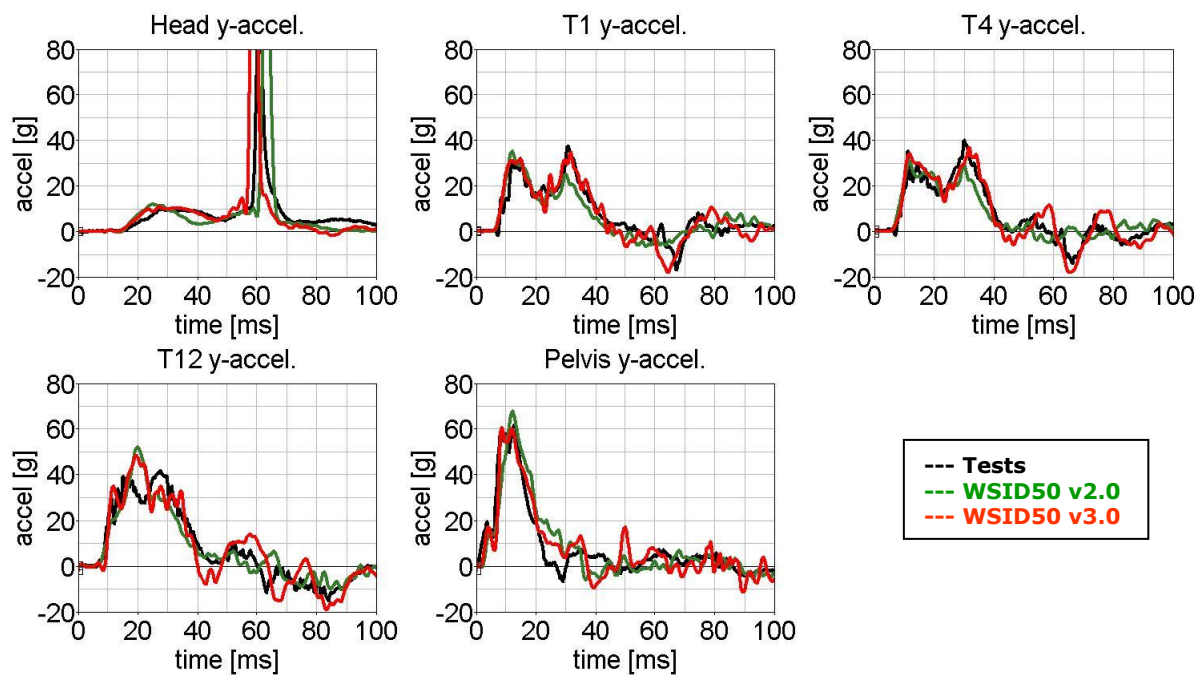 Head y-accel.
accel [g]
80
60
40
20
0
-20
0 20 40 60 80 100
time [ms]
T1 y-accel.
accel [g]
80
60
40
20
0
-20
0 20 40 60 80 100
time [ms]
T4 y-accel.
accel [g]
80
60
40
20
0
-20
0 20 40 60 80 100
time [ms]
T12 y-accel.
accel [g]
80
60
40
20
0
-20
0 20 40 60 80 100
time [ms]
Pelvis y-accel.
accel [g]
80
60
40
20
0
-20
0 20 40 60 80 100
time [ms]
Tests
WSID50 v2.0
WSID50 v3.0